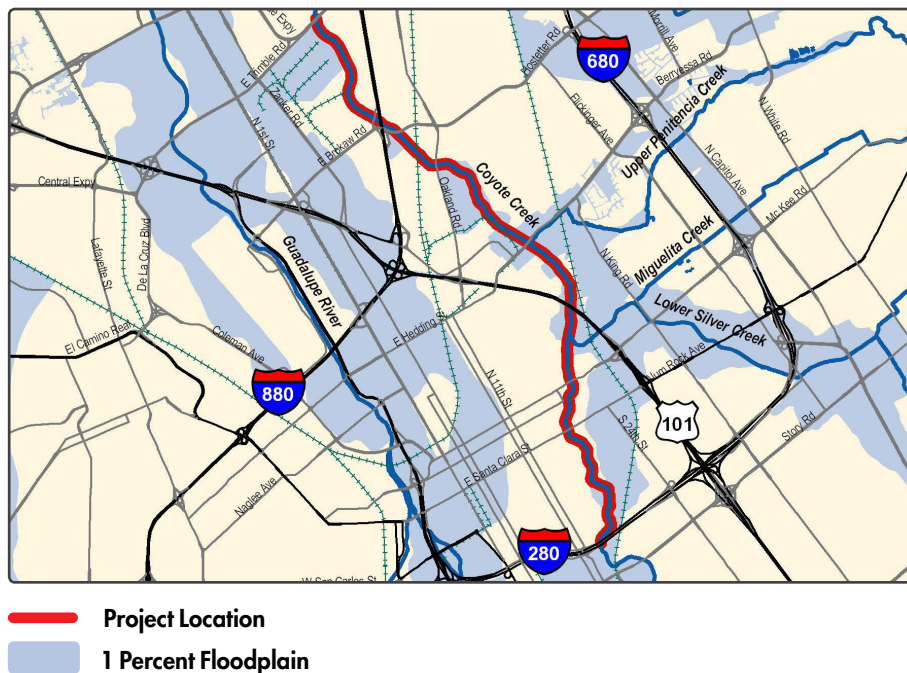 E Trimble Rd
Zanker Rd
N 1st St
E Brokaw Rd
Hostetter Rd
Flickinger Ave
680
Morrill Ave
Berryessa Rd
N White Rd
Upper Penitencia Creek
N Capitol Ave
Mc Kee Rd
Central Expy
Lafayette St
De La Cruz Blvd
Guadalupe River
Oakland Rd
Coyote Creek
N King Rd
Miguelita Creek
Lower Silver Creek
El Camino Real
Coleman Ave
E Hedding St
880
N 11th St
Rock Ave
101
Story Rd
S 24th St
E Santa Clara St
Naglee Ave
280
W San Carlos St
Project Location
1 Percent Floodplain